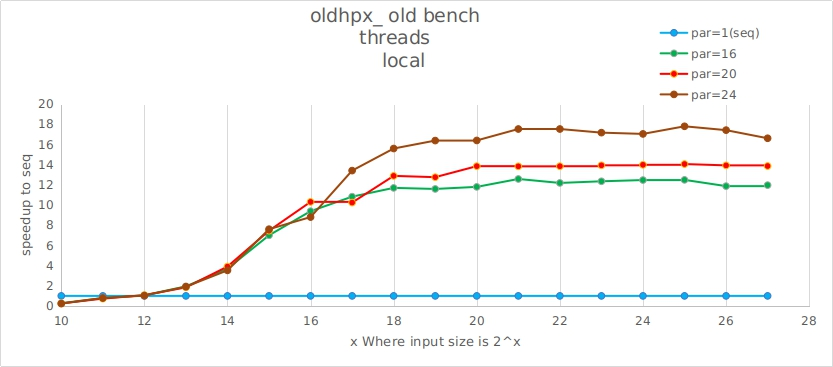 oldhpx_ old bench
threads
local
par=1(seq)
par=16
par=20
par=24
speedup to seq
20
18
16
14
12
10
8
6
4
2
0
10 12 14 16 18 20 22 24 26 28
x Where input size is 2^x